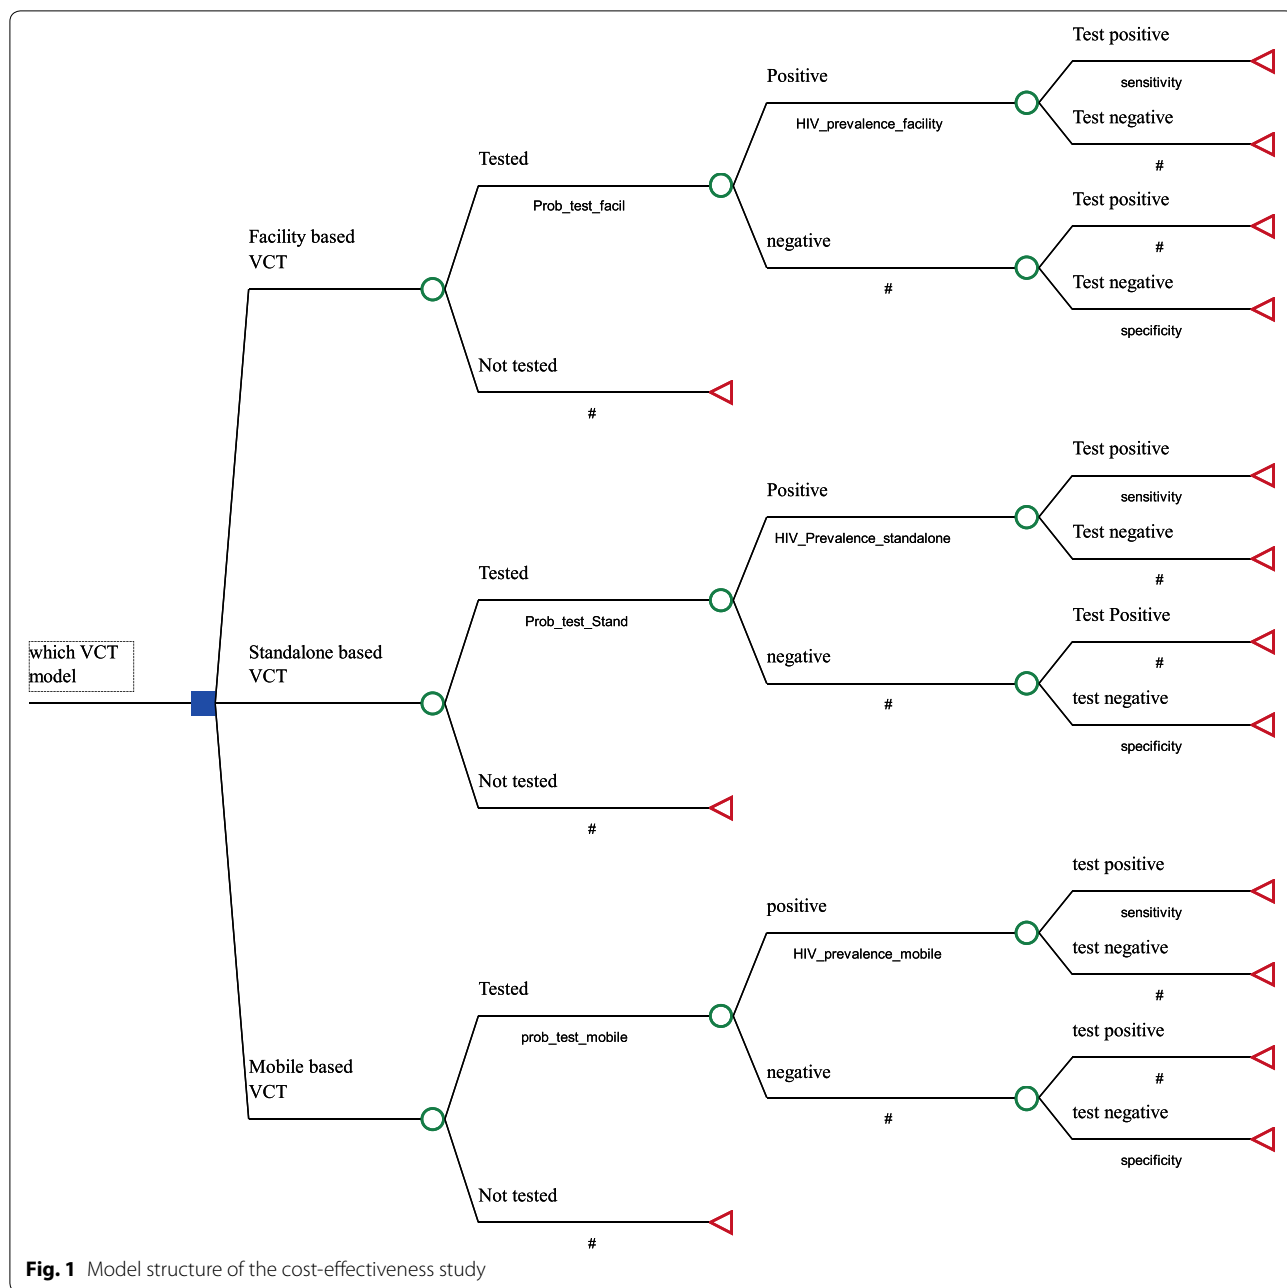 Test positive
sensitivity
Positive
HIV_prevalence_facility
Test negative
#
Tested
Prob_test_facil
Test positive
#
negative
#
Test negative
specificity
Facility based
VCT
Not tested
#
Test positive
sensitivity
Positive
HIV_Prevalence_standalone
Test negative
#
Tested
Prob_test_Stand
Test Positive
#
negative
#
test negative
specificity
which VCT
model
Standalone based
VCT
Not tested
#
test positive
sensitivity
positive
HIV_prevalence_mobile
test negative
#
Tested
prob_test_mobile
test positive
#
negative
#
test negative
specificity
Mobile based
VCT
Not tested
#
Fig. 1 Model structure of the cost-effectiveness study